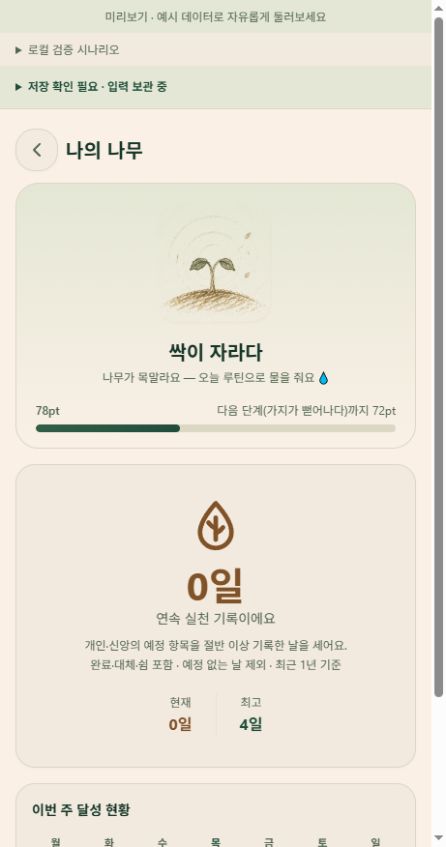 미리보기 · 예시 데이터로 자유롭게 둘러보세요
▶ 로컬 검증 시나리오
▶ 저장 확인 필요 · 입력 보관 중
나의 나무
싹이 자라다
나무가 목말라요 — 오늘 루틴으로 물을 줘요 💧
78pt 다음 단계(가지가 뻗어나다)까지 72pt
0일
연속 실천 기록이에요
개인·신앙의 예정 항목을 절반 이상 기록한 날을 세어요.
완료·대체·쉼 포함 · 예정 없는 날 제외 · 최근 1년 기준
현재 최고
0일 4일
이번 주 달성 현황
월 화 수 목 금 토 일